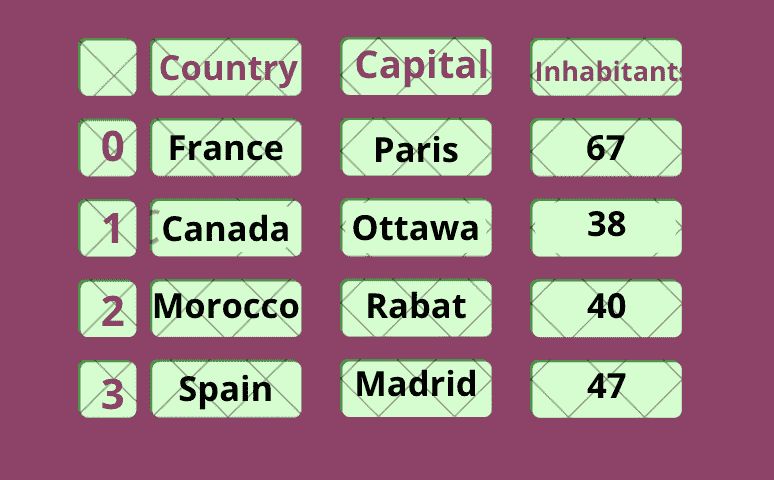 Country Capital Inhabitants
0 France Paris 67
1 Canada Ottawa 38
2 Morocco Rabat 40
3 Spain Madrid 47